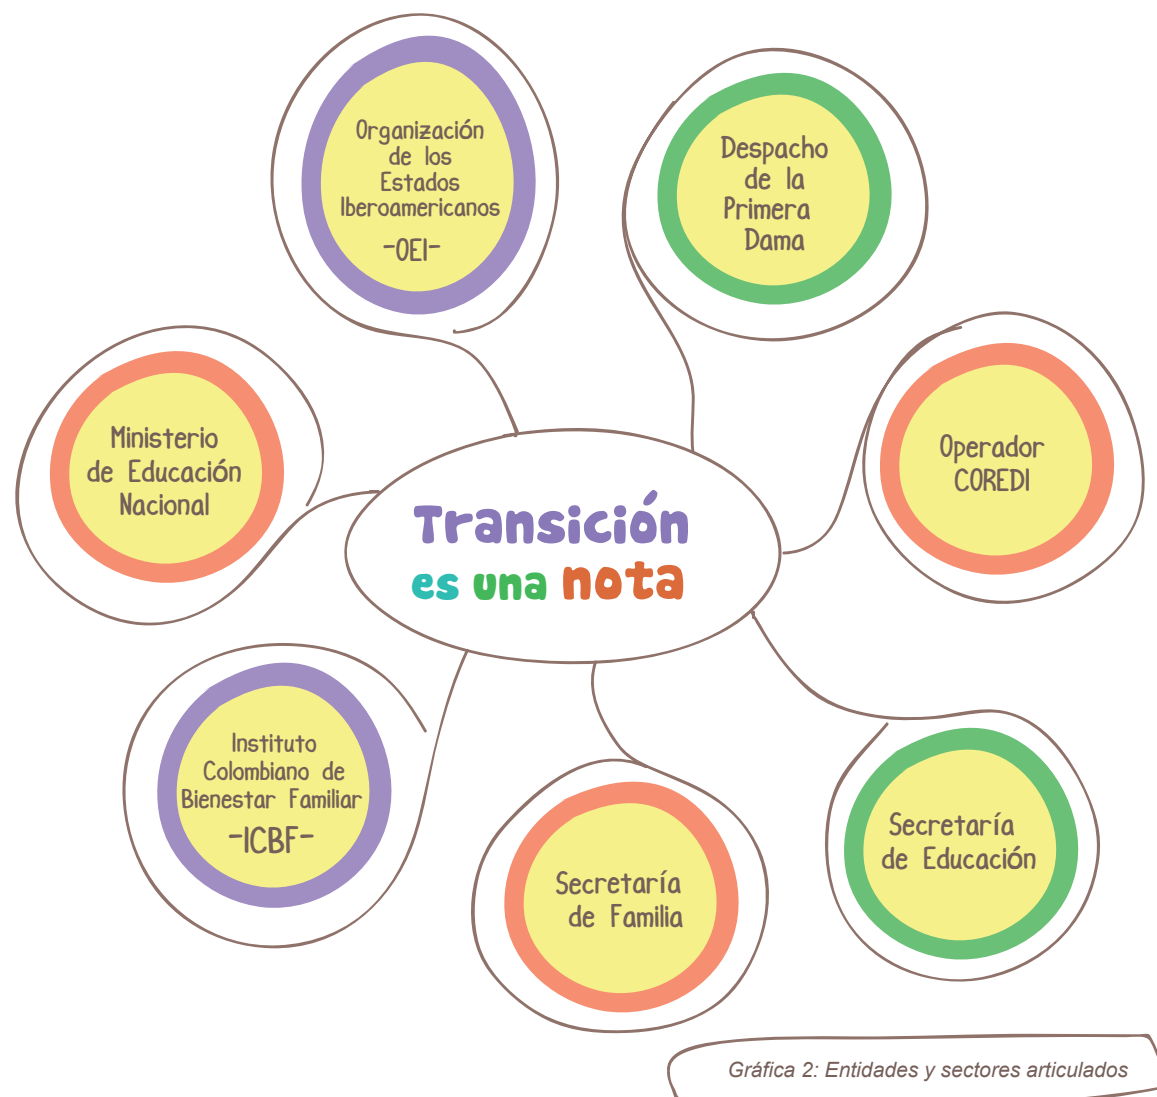 Organización
de los
Estados
Iberoamericanos
-OEI-
Despacho
de la
Primera
Dama
Ministerio
de Educación
Nacional
Operador
COREDI
Transición
es una nota
Instituto
Colombiano de
Bienestar Familiar
-ICBF-
Secretaría
de Familia
Secretaría
de Educación
Gráfica 2: Entidades y sectores articulados